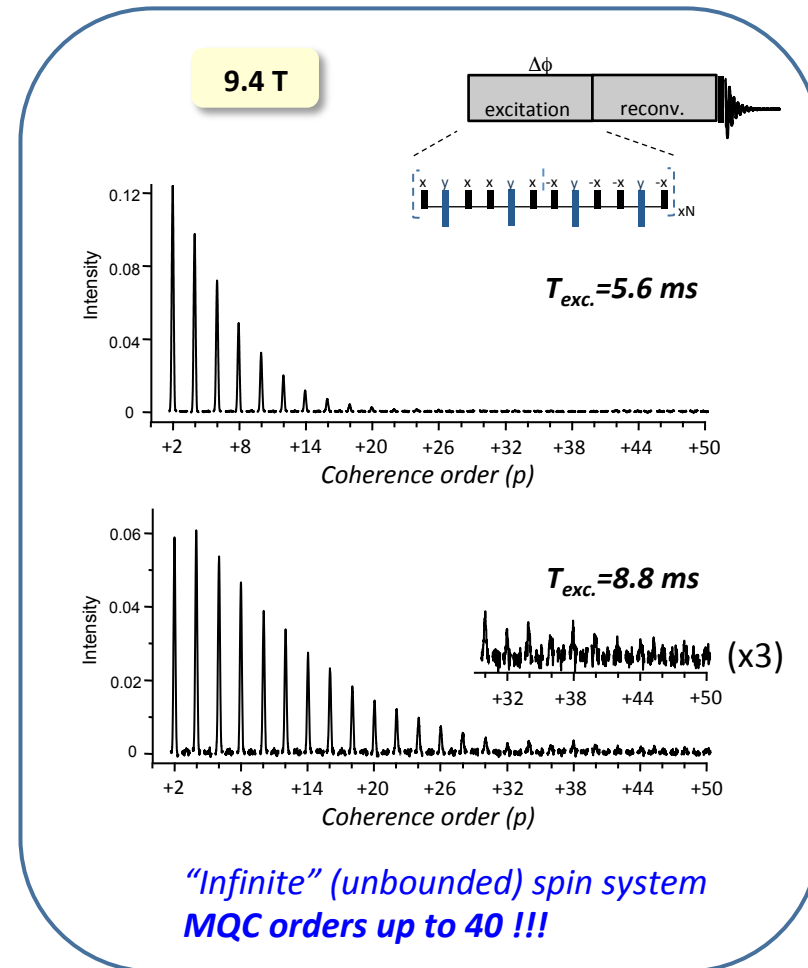 9.4 T
Δϕ
excitation reconv.
x y x x y x -x y -x -x y -x
xN
0.12
0.08
0.04
0
Intensity
T exc.=5.6 ms
+2 +8 +14 +20 +26 +32 +38 +44 +50
Coherence order (p)
0.06
0.04
0.02
0
Intensity
T exc.=8.8 ms
(x3)
+32 +38 +44 +50
+2 +8 +14 +20 +26 +32 +38 +44 +50
Coherence order (p)
“Infinite” (unbounded) spin system
MQC orders up to 40 !!!